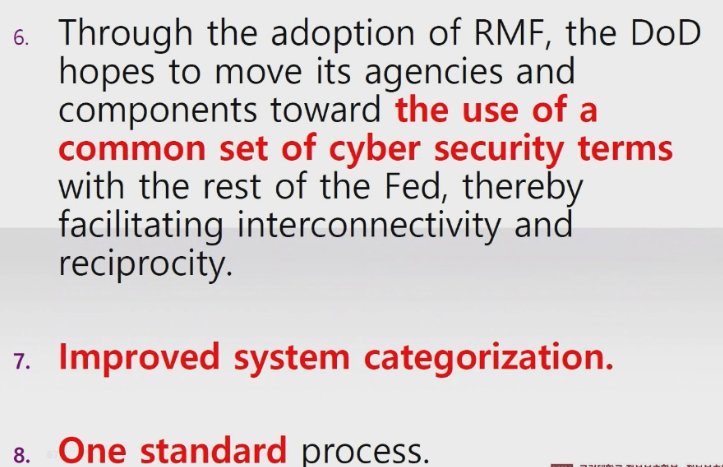 6. Through the adoption of RMF, the DoD
hopes to move its agencies and
components toward the use of a
common set of cyber security terms
with the rest of the Fed, thereby
facilitating interconnectivity and
reciprocity.
7. Improved system categorization.
8. One standard process.